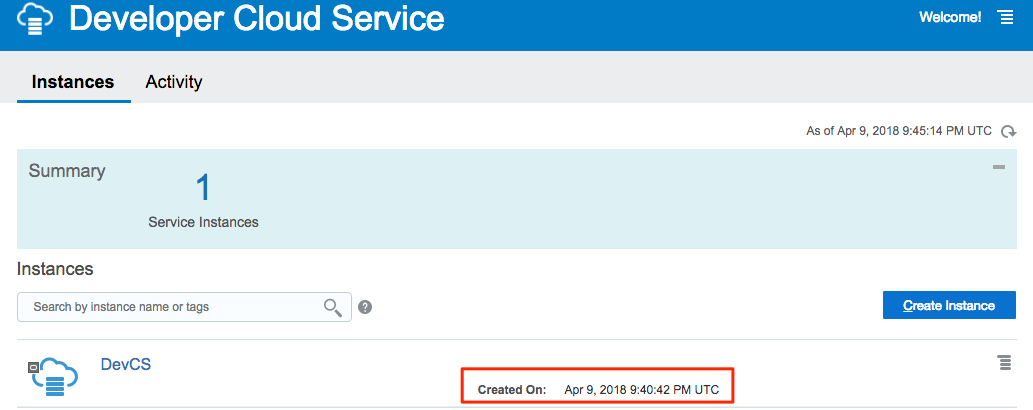 Developer Cloud Service
Welcome!
Instances
Activity
As of Apr 9, 2018 9:45:14 PM UTC
Summary
1
Service Instances
Instances
Search by instance name or tags
?
Create Instance
DevCS
Created On: Apr 9, 2018 9:40:42 PM UTC